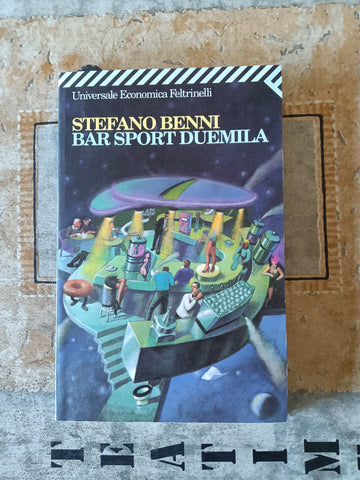 Universale Economica Feltrinelli
STEFANO BENNI
BAR SPORT DUEMILA
T E A T I M